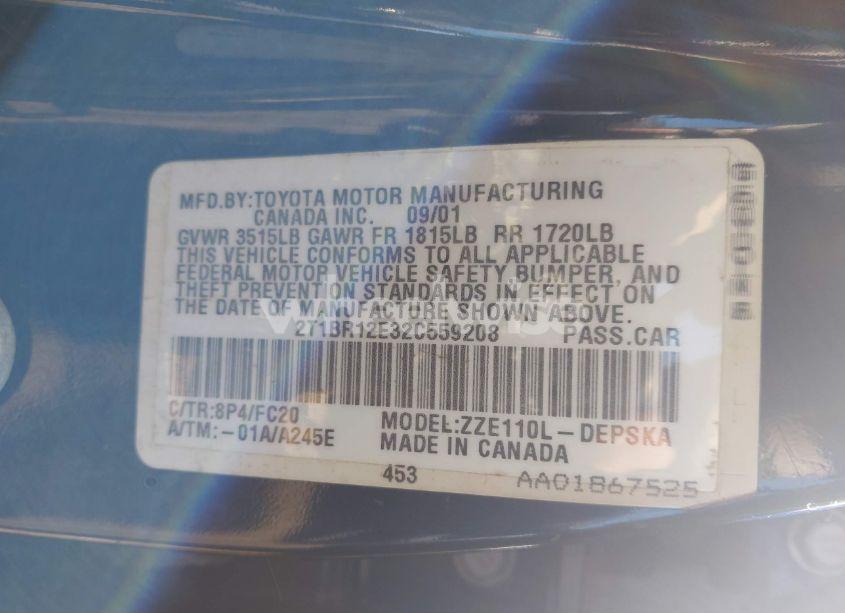 MFD.BY:TOYOTA MOTOR MANUFACTURING
CANADA INC. 09/01
GVWR 3515LB GAWR FR 1815LB RR 1720LB
THIS VEHICLE CONFORMS TO ALL APPLICABLE
FEDERAL MOTOR VEHICLE SAFETY BUMPER, AND
THEFT PREVENTION STANDARDS IN EFFECT ON
THE DATE OF MANUFACTURE SHOWN ABOVE.
2T1BR12E32C559208 PASS.CAR
C/TR:8P4/FC20
A/TM:-01A/A245E
MODEL:ZZE110L-DEPSKA
MADE IN CANADA
453
AA01867525